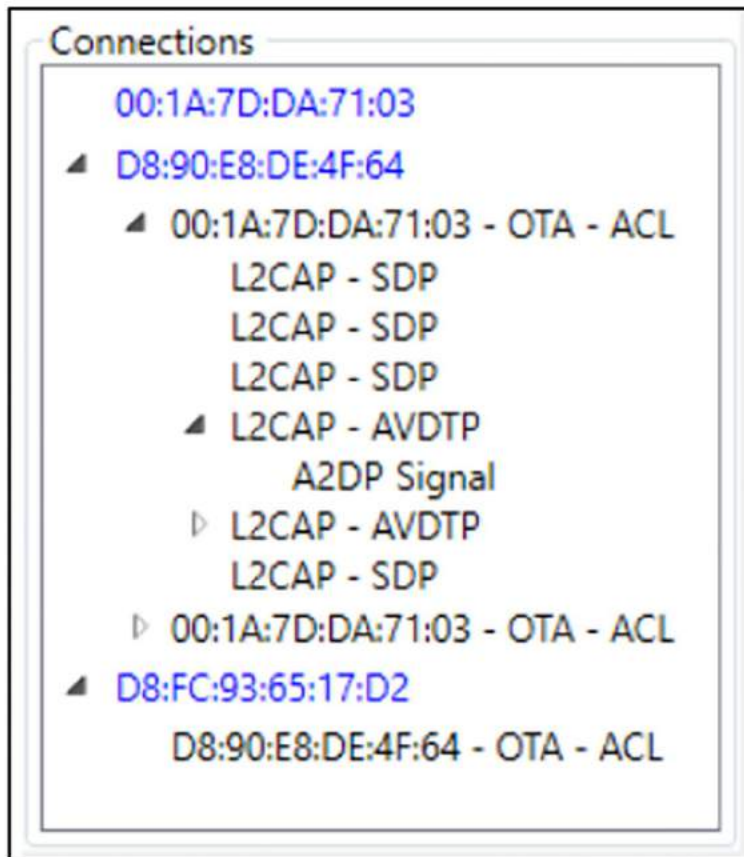 Connections
00:1A:7D:DA:71:03
D8:90:E8:DE:4F:64
00:1A:7D:DA:71:03 - OTA - ACL
L2CAP - SDP
L2CAP - SDP
L2CAP - SDP
L2CAP - AVDTP
A2DP Signal
L2CAP - AVDTP
L2CAP - SDP
00:1A:7D:DA:71:03 - OTA - ACL
D8:FC:93:65:17:D2
D8:90:E8:DE:4F:64 - OTA - ACL